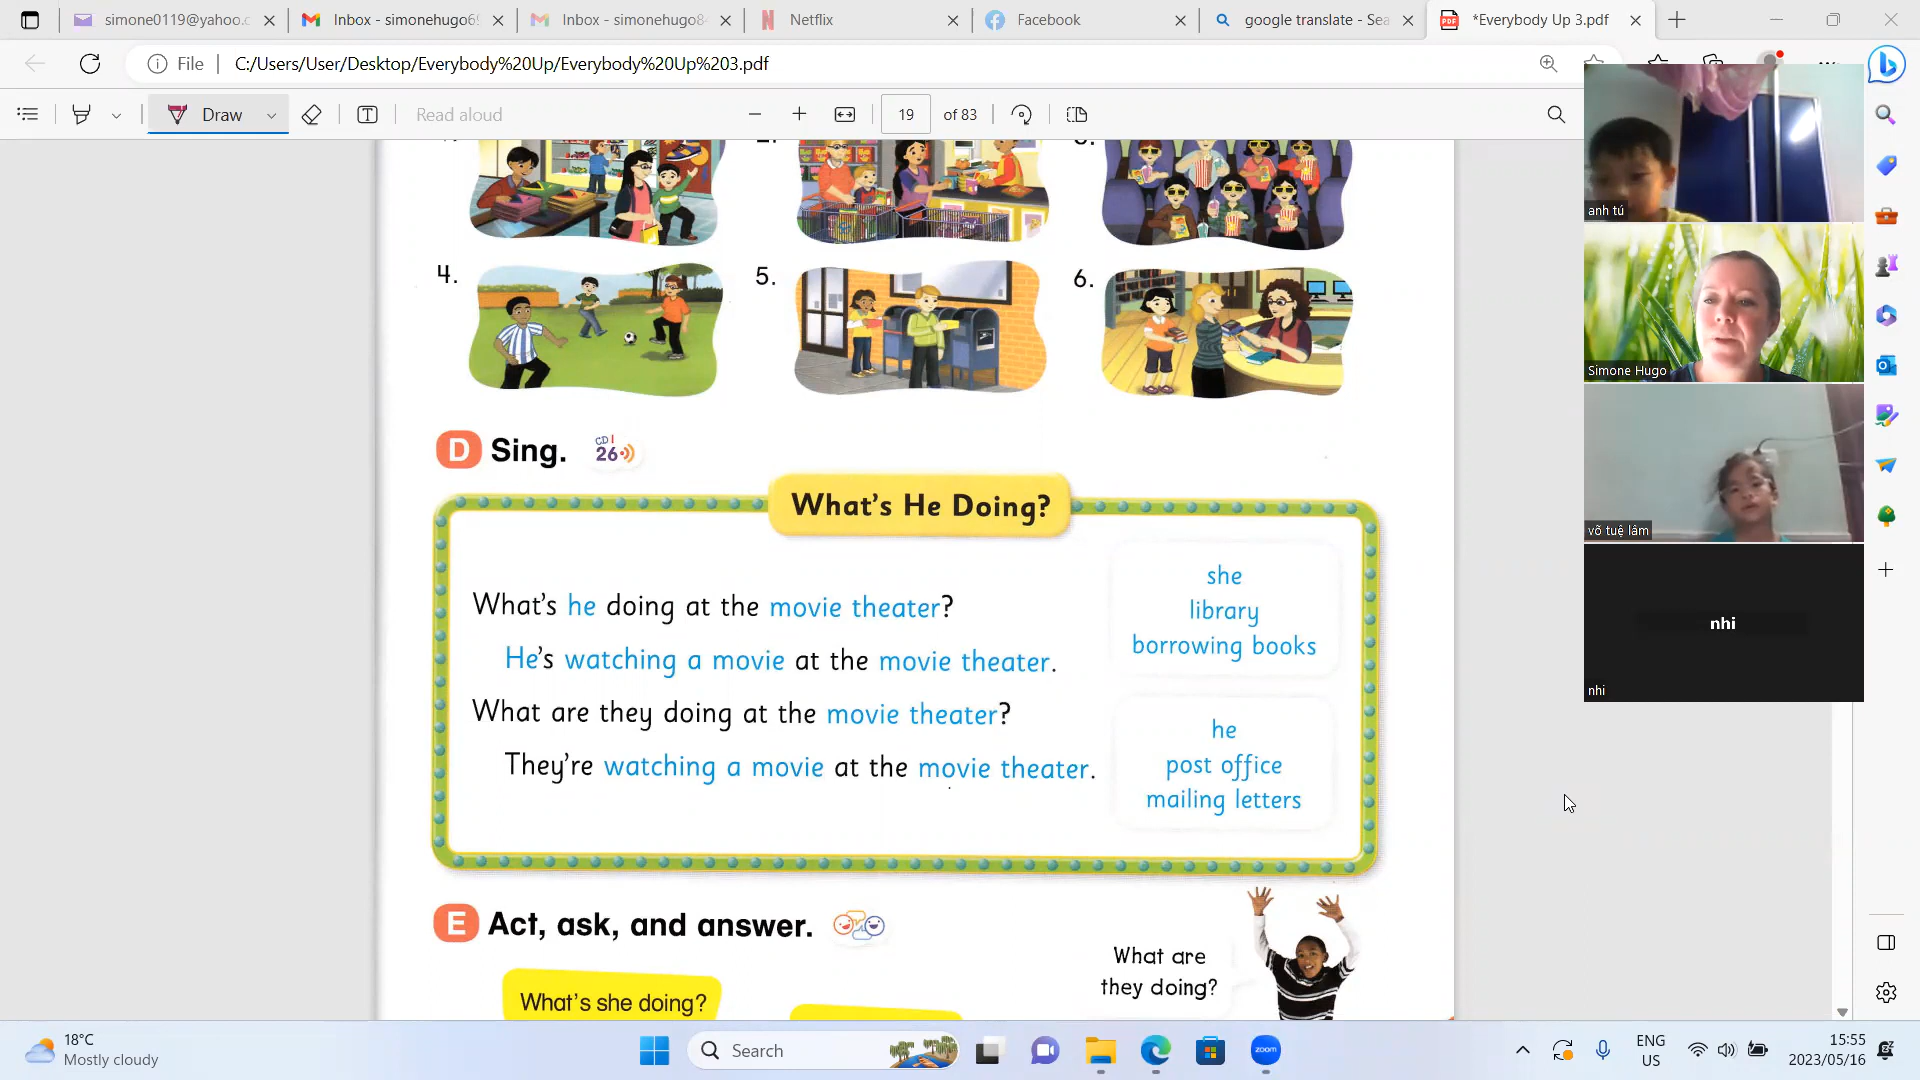 simone0119@yahoo.c
Inbox - simonehugo69
Inbox - simonehugo84
Netflix
Facebook
google translate - Sea
*Everybody Up 3.pdf
File
C:/Users/User/Desktop/Everybody%20Up/Everybody%20Up%203.pdf
Draw
Read aloud
19
of 83
4.
5.
6.
D Sing.
CD 1
26
What's He Doing?
What's he doing at the movie theater?
He's watching a movie at the movie theater.
What are they doing at the movie theater?
They're watching a movie at the movie theater.
she
library
borrowing books
he
post office
mailing letters
E Act, ask, and answer.
What's she doing?
What are
they doing?
anh tú
Simone Hugo
võ tuệ lâm
nhi
nhi
18°C
Mostly cloudy
Search
zoom
ENG
US
15:55
2023/05/16